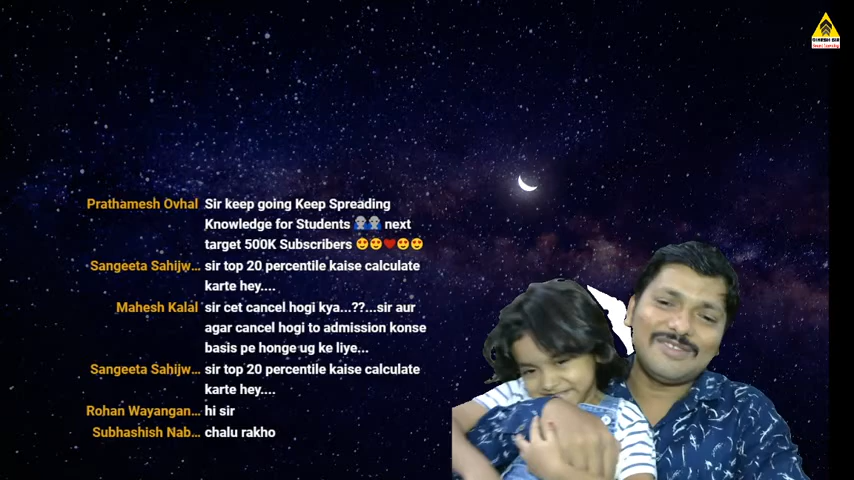 DINESH SIR
Prathamesh Ovhal Sir keep going Keep Spreading
Knowledge for Students 👥👥 next
target 500K Subscribers 😍😍❤️😍😍
Sangeeta Sahijw... sir top 20 percentile kaise calculate
karte hey....
Mahesh Kalal sir cet cancel hogi kya...??...sir aur
agar cancel hogi to admission konse
basis pe honge ug ke liye...
Sangeeta Sahijw... sir top 20 percentile kaise calculate
karte hey....
Rohan Wayangan... hi sir
Subhashish Nab... chalu rakho